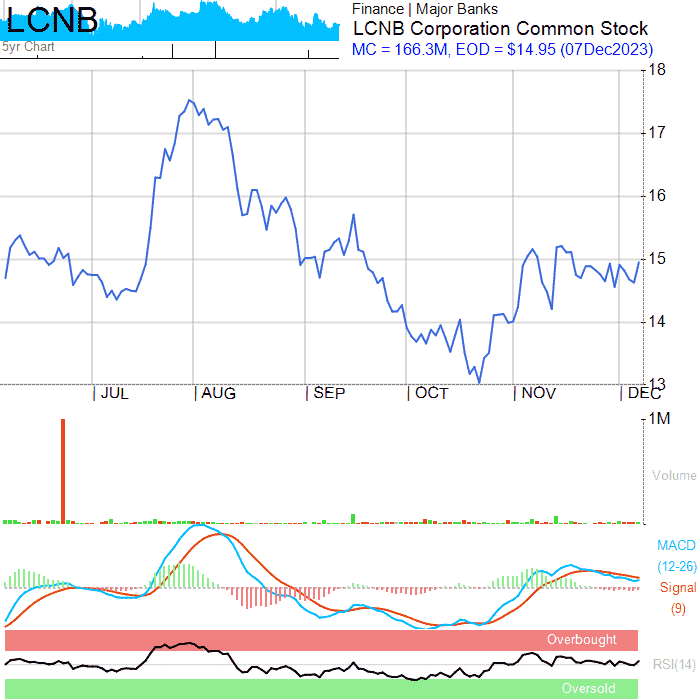 LCNB
5yr Chart
Finance | Major Banks
LCNB Corporation Common Stock
MC = 166.3M, EOD = $14.95 (07Dec2023)
18
17
16
15
14
13
JUL AUG SEP OCT NOV DEC
1M
Volume
MACD
(12-26)
Signal
(9)
Overbought
RSI(14)
Oversold